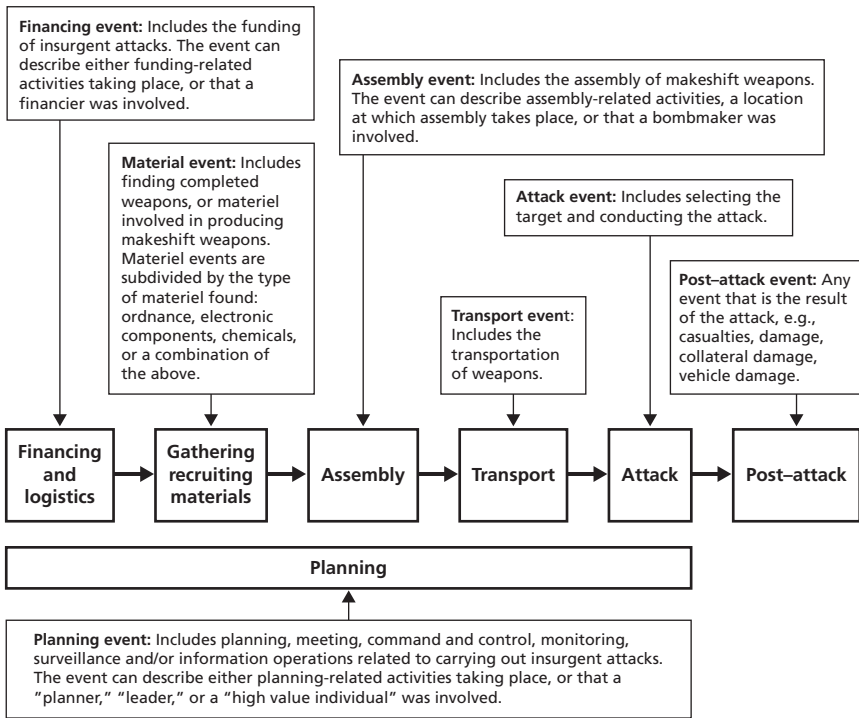 Financing event: Includes the funding
of insurgent attacks. The event can
describe either funding-related
activities taking place, or that a
financier was involved.
Assembly event: Includes the assembly of makeshift weapons.
The event can describe assembly-related activities, a location
at which assembly takes place, or that a bombmaker was
involved.
Material event: Includes
finding completed
weapons, or materiel
involved in producing
makeshift weapons.
Materiel events are
subdivided by the type
of materiel found:
ordnance, electronic
components, chemicals,
or a combination of
the above.
Attack event: Includes selecting the
target and conducting the attack.
Transport event:
Includes the
transportation
of weapons.
Post–attack event: Any
event that is the result
of the attack, e.g.,
casualties, damage,
collateral damage,
vehicle damage.
Financing
and
logistics
Gathering
recruiting
materials
Assembly
Transport
Attack
Post–attack
Planning
Planning event: Includes planning, meeting, command and control, monitoring,
surveillance and/or information operations related to carrying out insurgent attacks.
The event can describe either planning-related activities taking place, or that a
”planner,” “leader,” or a “high value individual” was involved.